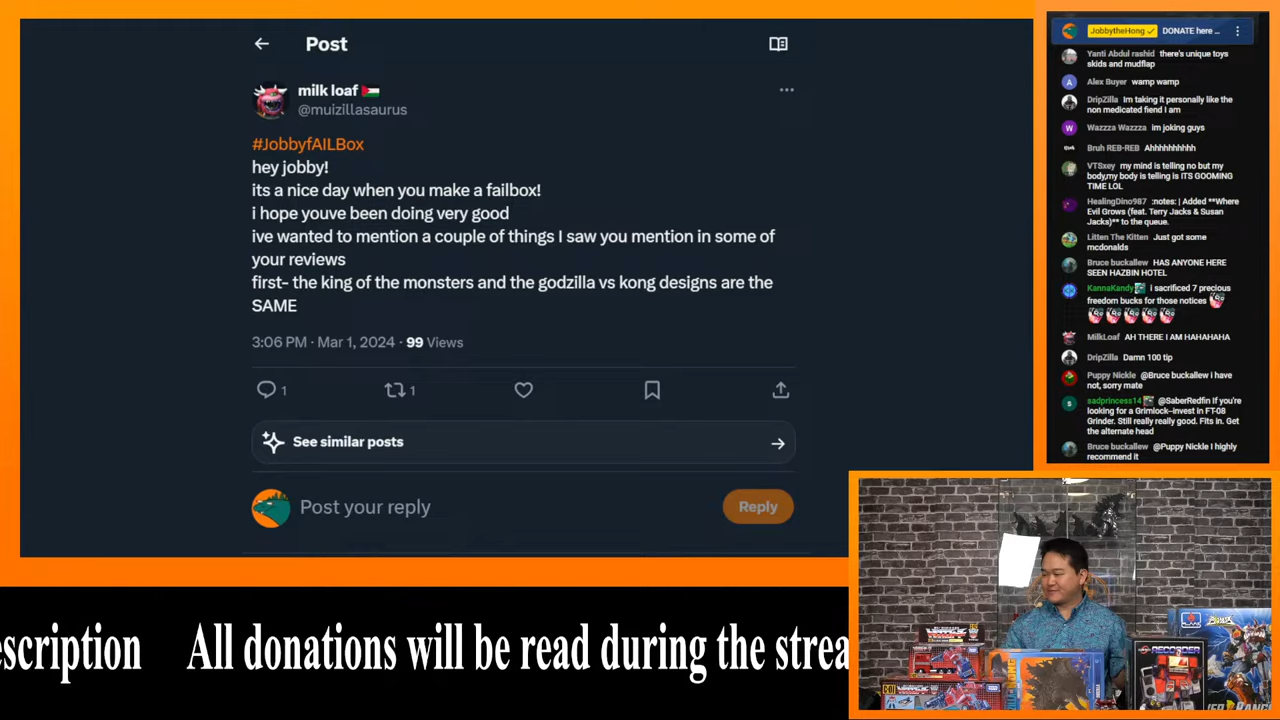 Post
milk loaf
@muizillasaurus
#JobbyfAILBox
hey jobby!
its a nice day when you make a failbox!
i hope youve been doing very good
ive wanted to mention a couple of things I saw you mention in some of
your reviews
first- the king of the monsters and the godzilla vs kong designs are the
SAME
3:06 PM · Mar 1, 2024 · 99 Views
1
1
See similar posts
Post your reply
Reply
JobbytheHong DONATE here ...
Yanti Abdul rashid there's unique toys
skids and mudflap
Alex Buyer wamp wamp
DripZilla Im taking it personally like the
non medicated fiend I am
Wazzza Wazzza im joking guys
Bruh REB-REB Ahhhhhhhhhh
VTSxey my mind is telling no but my
body,my body is telling is ITS GOOMING
TIME LOL
HealingDino987 :notes: | Added **Where
Evil Grows (feat. Terry Jacks & Susan
Jacks)** to the queue.
Litten The Kitten Just got some
mcdonalds
Bruce buckallew HAS ANYONE HERE
SEEN HAZBIN HOTEL
KannaKandy i sacrificed 7 precious
freedom bucks for those notices
MilkLoaf AH THERE I AM HAHAHAHA
DripZilla Damn 100 tip
Puppy Nickle @Bruce buckallew i have
not, sorry mate
sadprincess14 @SaberRedfin If you're
looking for a Grimlock--invest in FT-08
Grinder. Still really really good. Fits in. Get
the alternate head
Bruce buckallew @Puppy Nickle I highly
recommend it
escription All donations will be read during the strea
RECORDER